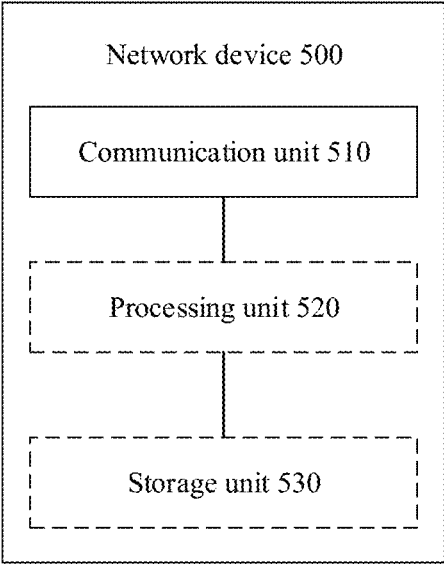 Network device 500
Communication unit 510
Processing unit 520
Storage unit 530